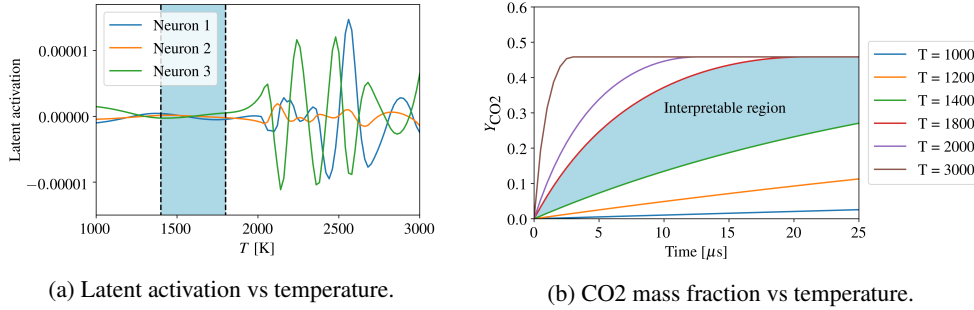 Neuron 1
Neuron 2
Neuron 3
0.00001
0.00000
−0.00001
Latent activation
1000 1500 2000 2500 3000
T [K]
(a) Latent activation vs temperature.
0.6
0.5
0.4
0.3
0.2
0.1
0.0
YCO2
Interpretable region
0 5 10 15 20 25
Time [μs]
T = 1000
T = 1200
T = 1400
T = 1800
T = 2000
T = 3000
(b) CO2 mass fraction vs temperature.